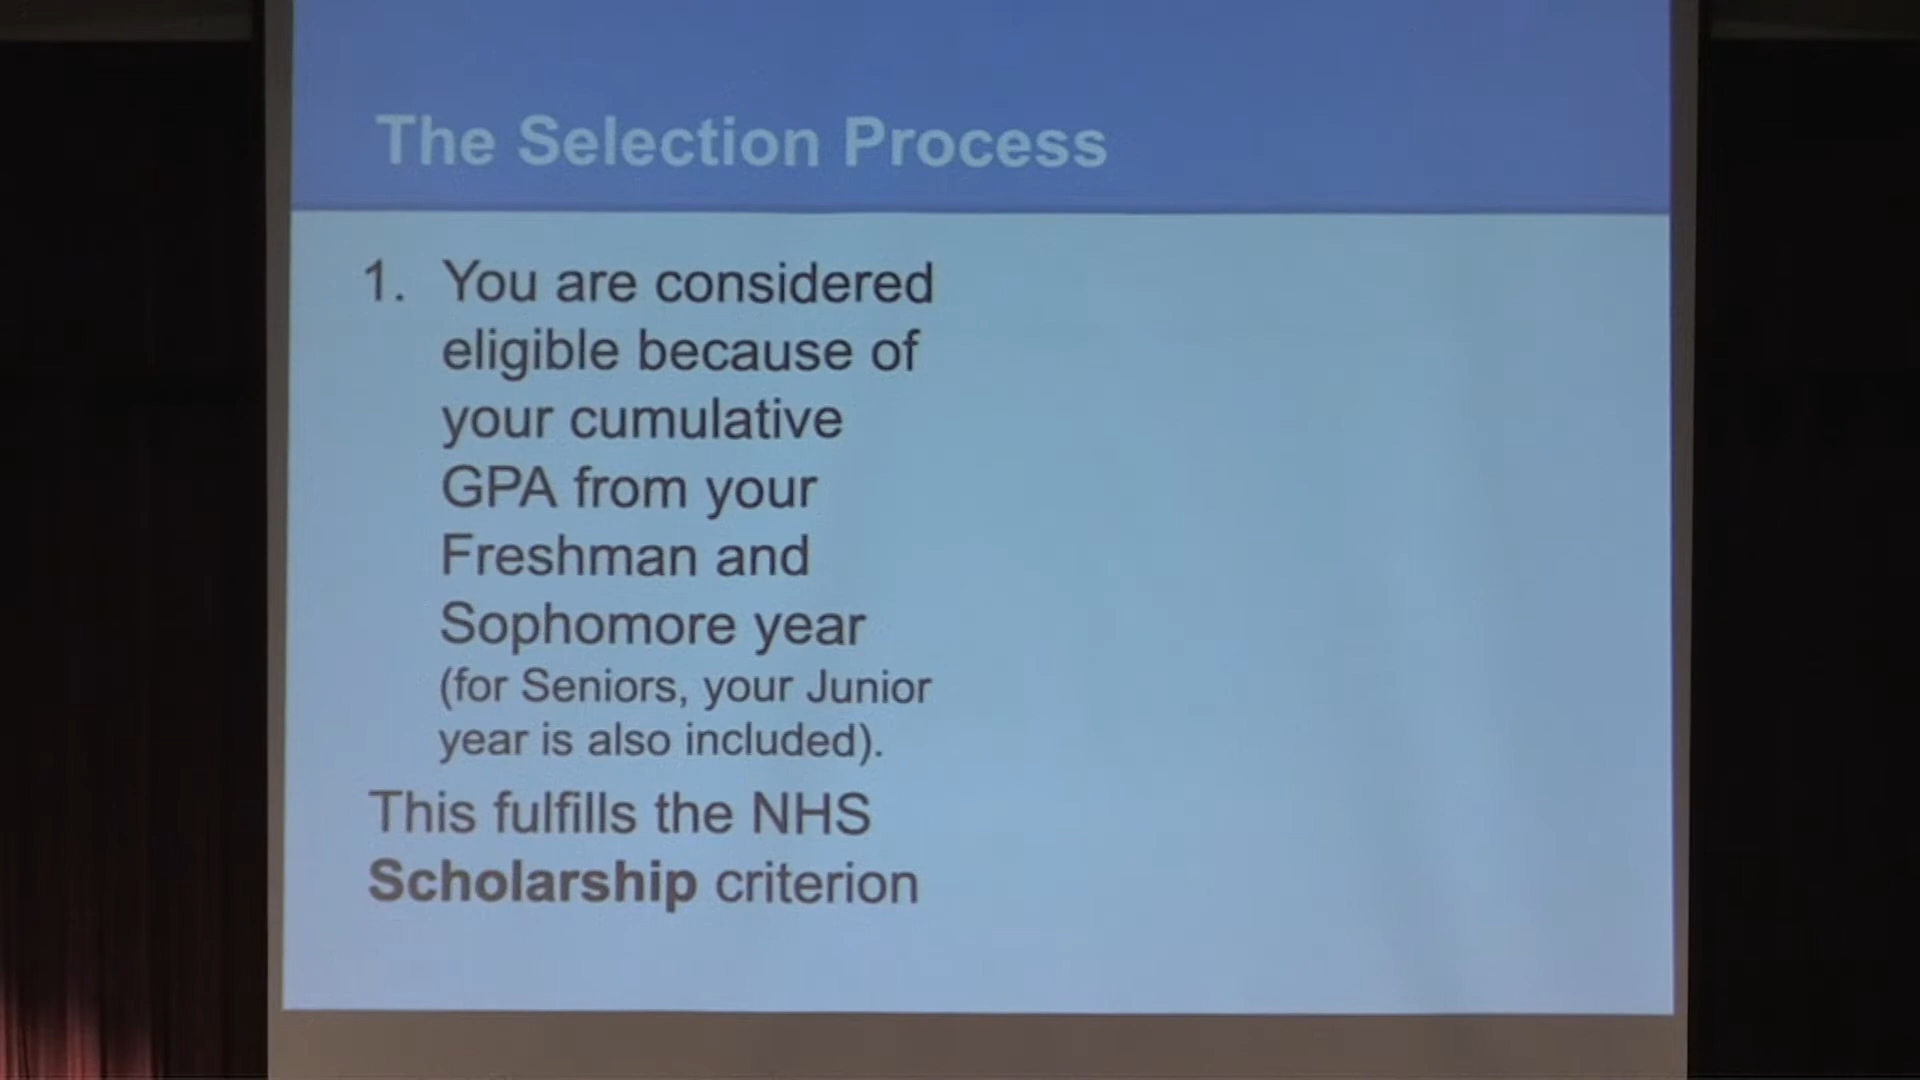 The Selection Process
1. You are considered
eligible because of
your cumulative
GPA from your
Freshman and
Sophomore year
(for Seniors, your Junior
year is also included).
This fulfills the NHS
Scholarship criterion